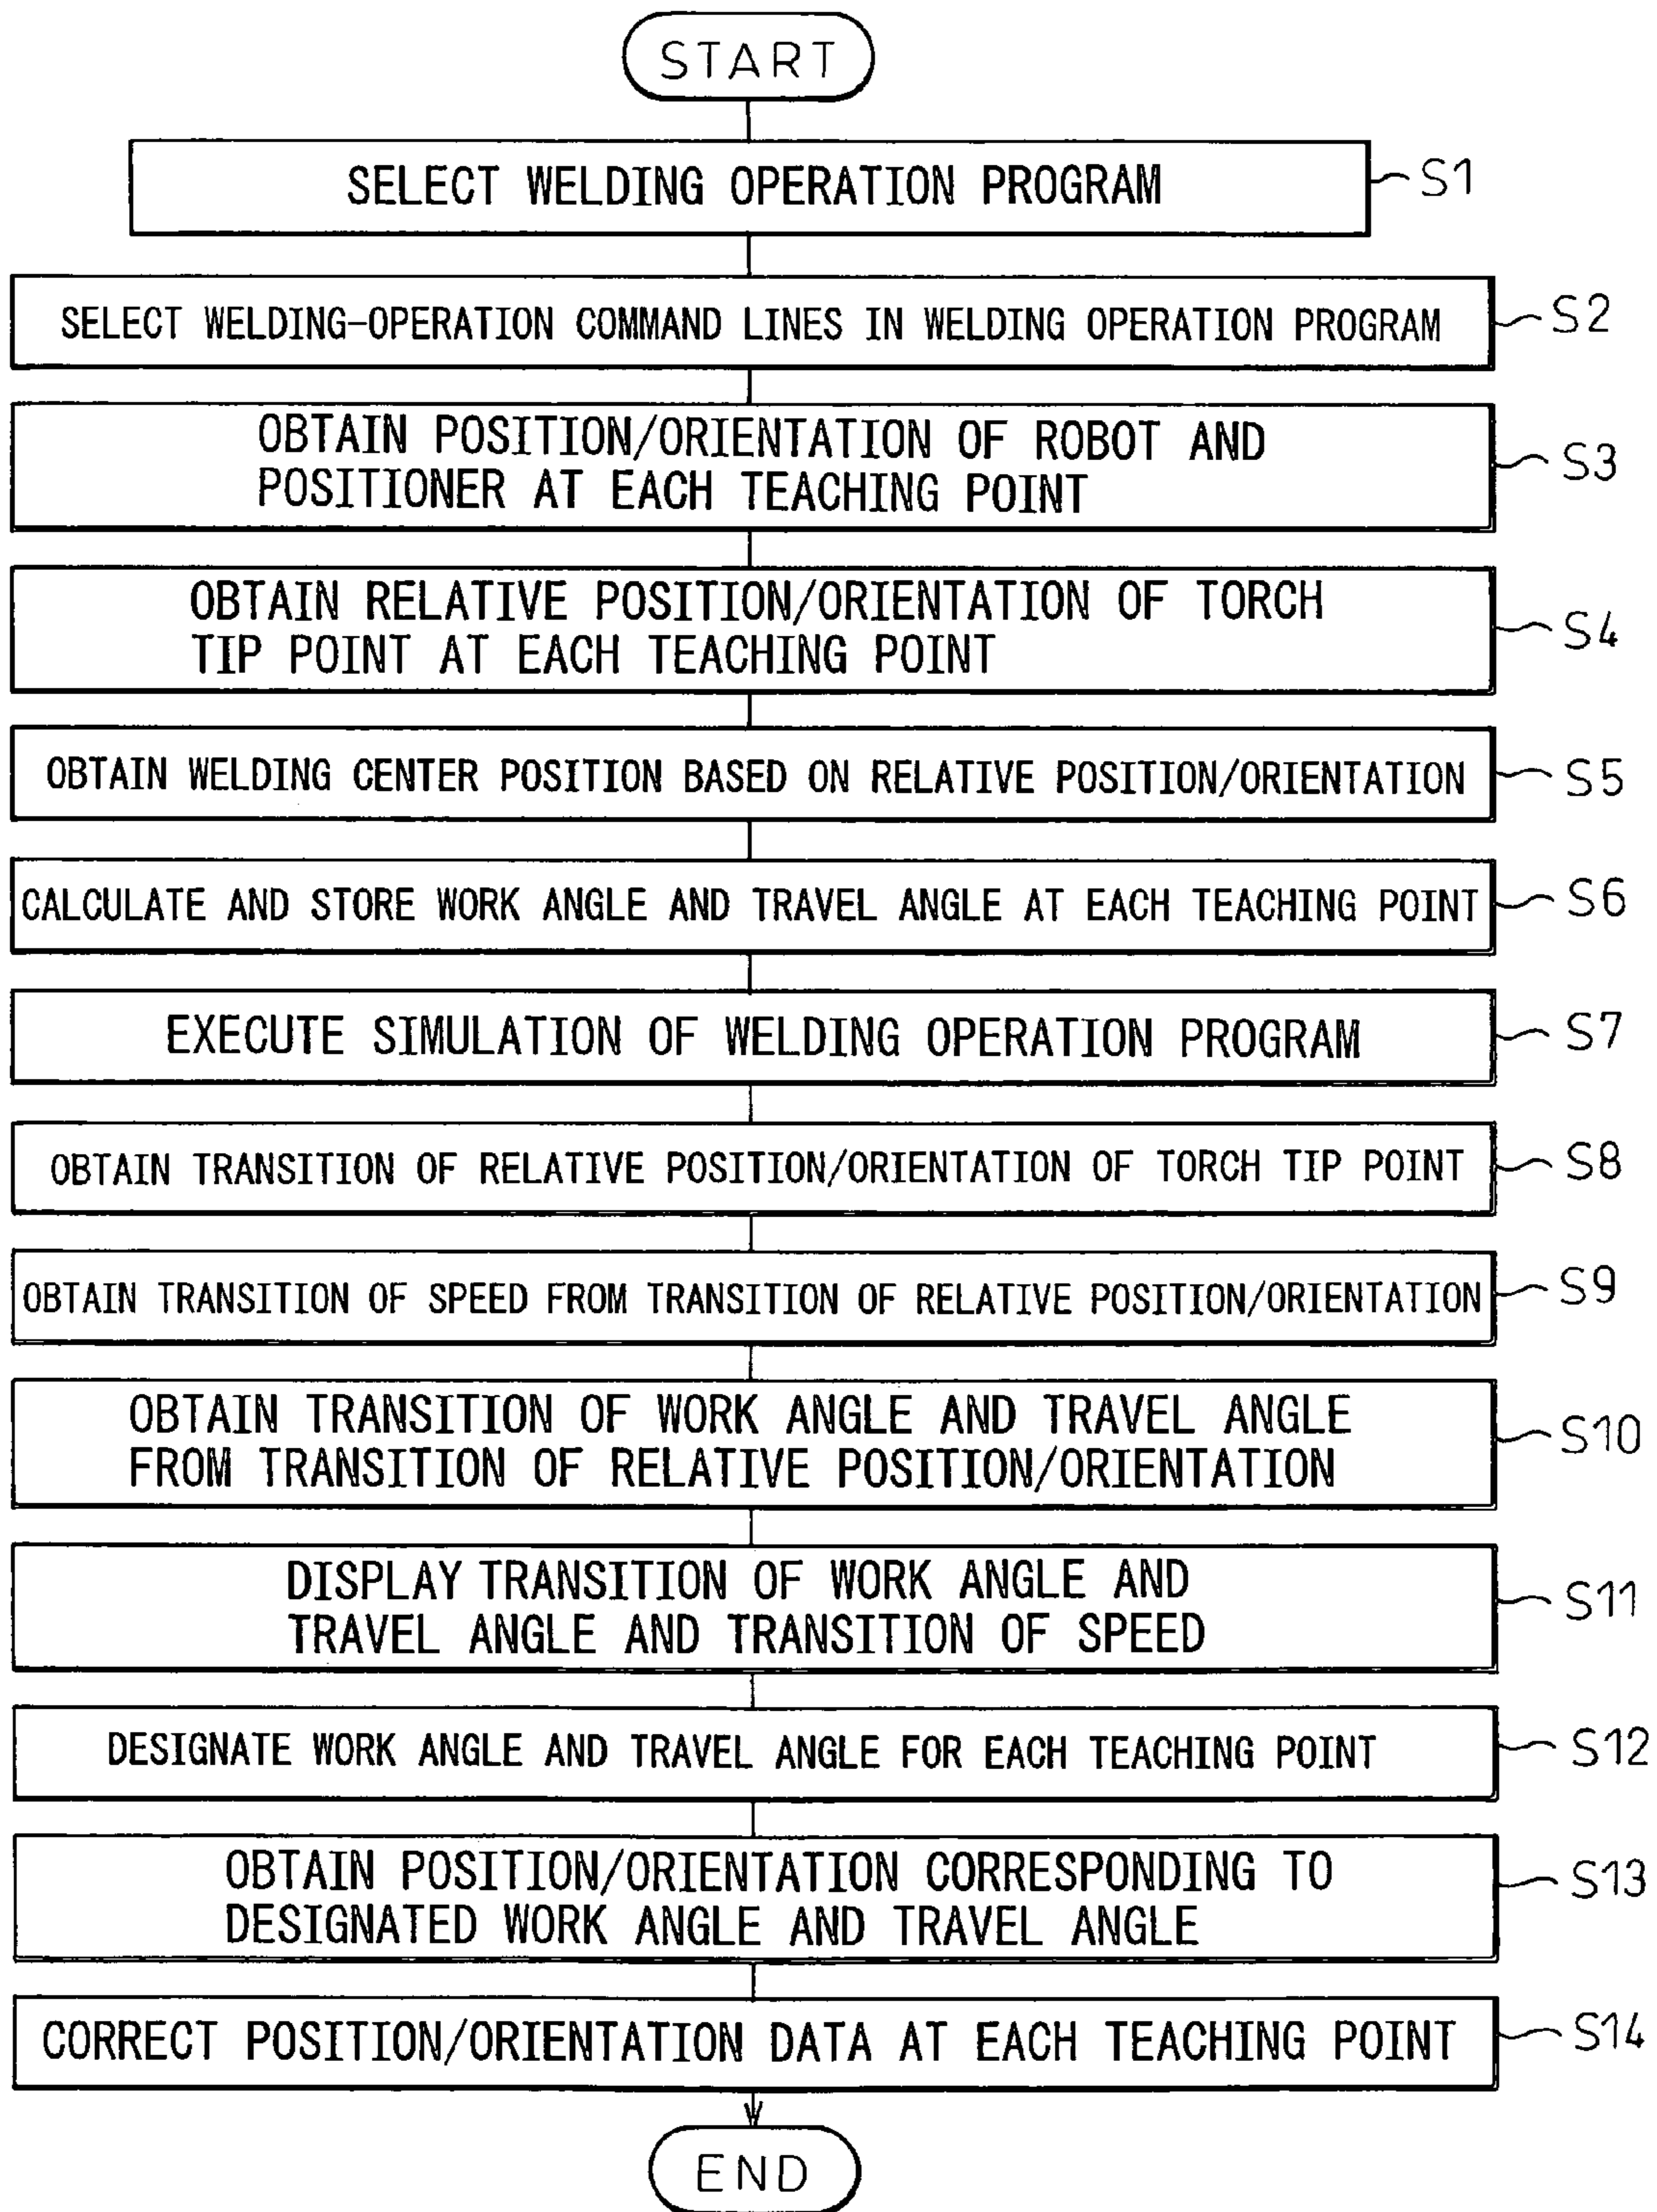 START
SELECT WELDING OPERATION PROGRAM
S1
SELECT WELDING-OPERATION COMMAND LINES IN WELDING OPERATION PROGRAM
S2
OBTAIN POSITION/ORIENTATION OF ROBOT AND
POSITIONER AT EACH TEACHING POINT
S3
OBTAIN RELATIVE POSITION/ORIENTATION OF TORCH
TIP POINT AT EACH TEACHING POINT
S4
OBTAIN WELDING CENTER POSITION BASED ON RELATIVE POSITION/ORIENTATION
S5
CALCULATE AND STORE WORK ANGLE AND TRAVEL ANGLE AT EACH TEACHING POINT
S6
EXECUTE SIMULATION OF WELDING OPERATION PROGRAM
S7
OBTAIN TRANSITION OF RELATIVE POSITION/ORIENTATION OF TORCH TIP POINT
S8
OBTAIN TRANSITION OF SPEED FROM TRANSITION OF RELATIVE POSITION/ORIENTATION
S9
OBTAIN TRANSITION OF WORK ANGLE AND TRAVEL ANGLE
FROM TRANSITION OF RELATIVE POSITION/ORIENTATION
S10
DISPLAY TRANSITION OF WORK ANGLE AND
TRAVEL ANGLE AND TRANSITION OF SPEED
S11
DESIGNATE WORK ANGLE AND TRAVEL ANGLE FOR EACH TEACHING POINT
S12
OBTAIN POSITION/ORIENTATION CORRESPONDING TO
DESIGNATED WORK ANGLE AND TRAVEL ANGLE
S13
CORRECT POSITION/ORIENTATION DATA AT EACH TEACHING POINT
S14
END